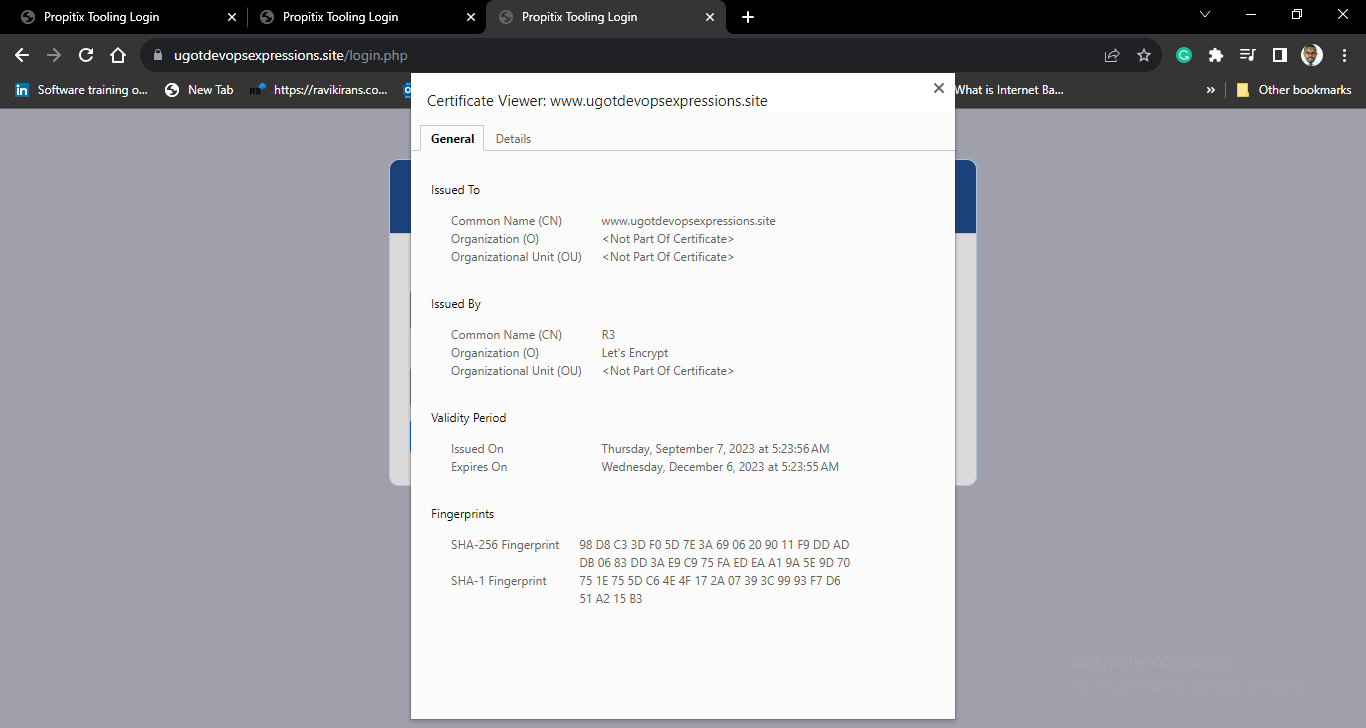 Propitix Tooling Login
Propitix Tooling Login
Propitix Tooling Login
ugotdevopsexpressions.site/login.php
Software training o...
New Tab
https://ravikirans.co...
What is Internet Ba...
»
Other bookmarks
Certificate Viewer: www.ugotdevopsexpressions.site
General Details
Issued To
Common Name (CN) www.ugotdevopsexpressions.site
Organization (O) <Not Part Of Certificate>
Organizational Unit (OU) <Not Part Of Certificate>
Issued By
Common Name (CN) R3
Organization (O) Let's Encrypt
Organizational Unit (OU) <Not Part Of Certificate>
Validity Period
Issued On Thursday, September 7, 2023 at 5:23:56 AM
Expires On Wednesday, December 6, 2023 at 5:23:55 AM
Fingerprints
SHA-256 Fingerprint 98 D8 C3 3D F0 5D 7E 3A 69 06 20 90 11 F9 DD AD
DB 06 83 DD 3A E9 C9 75 FA ED EA A1 9A 5E 9D 70
SHA-1 Fingerprint 75 1E 75 5D C6 4E 4F 17 2A 07 39 3C 99 93 F7 D6
51 A2 15 B3
Activate Windows
Go to Settings to activate Windows.